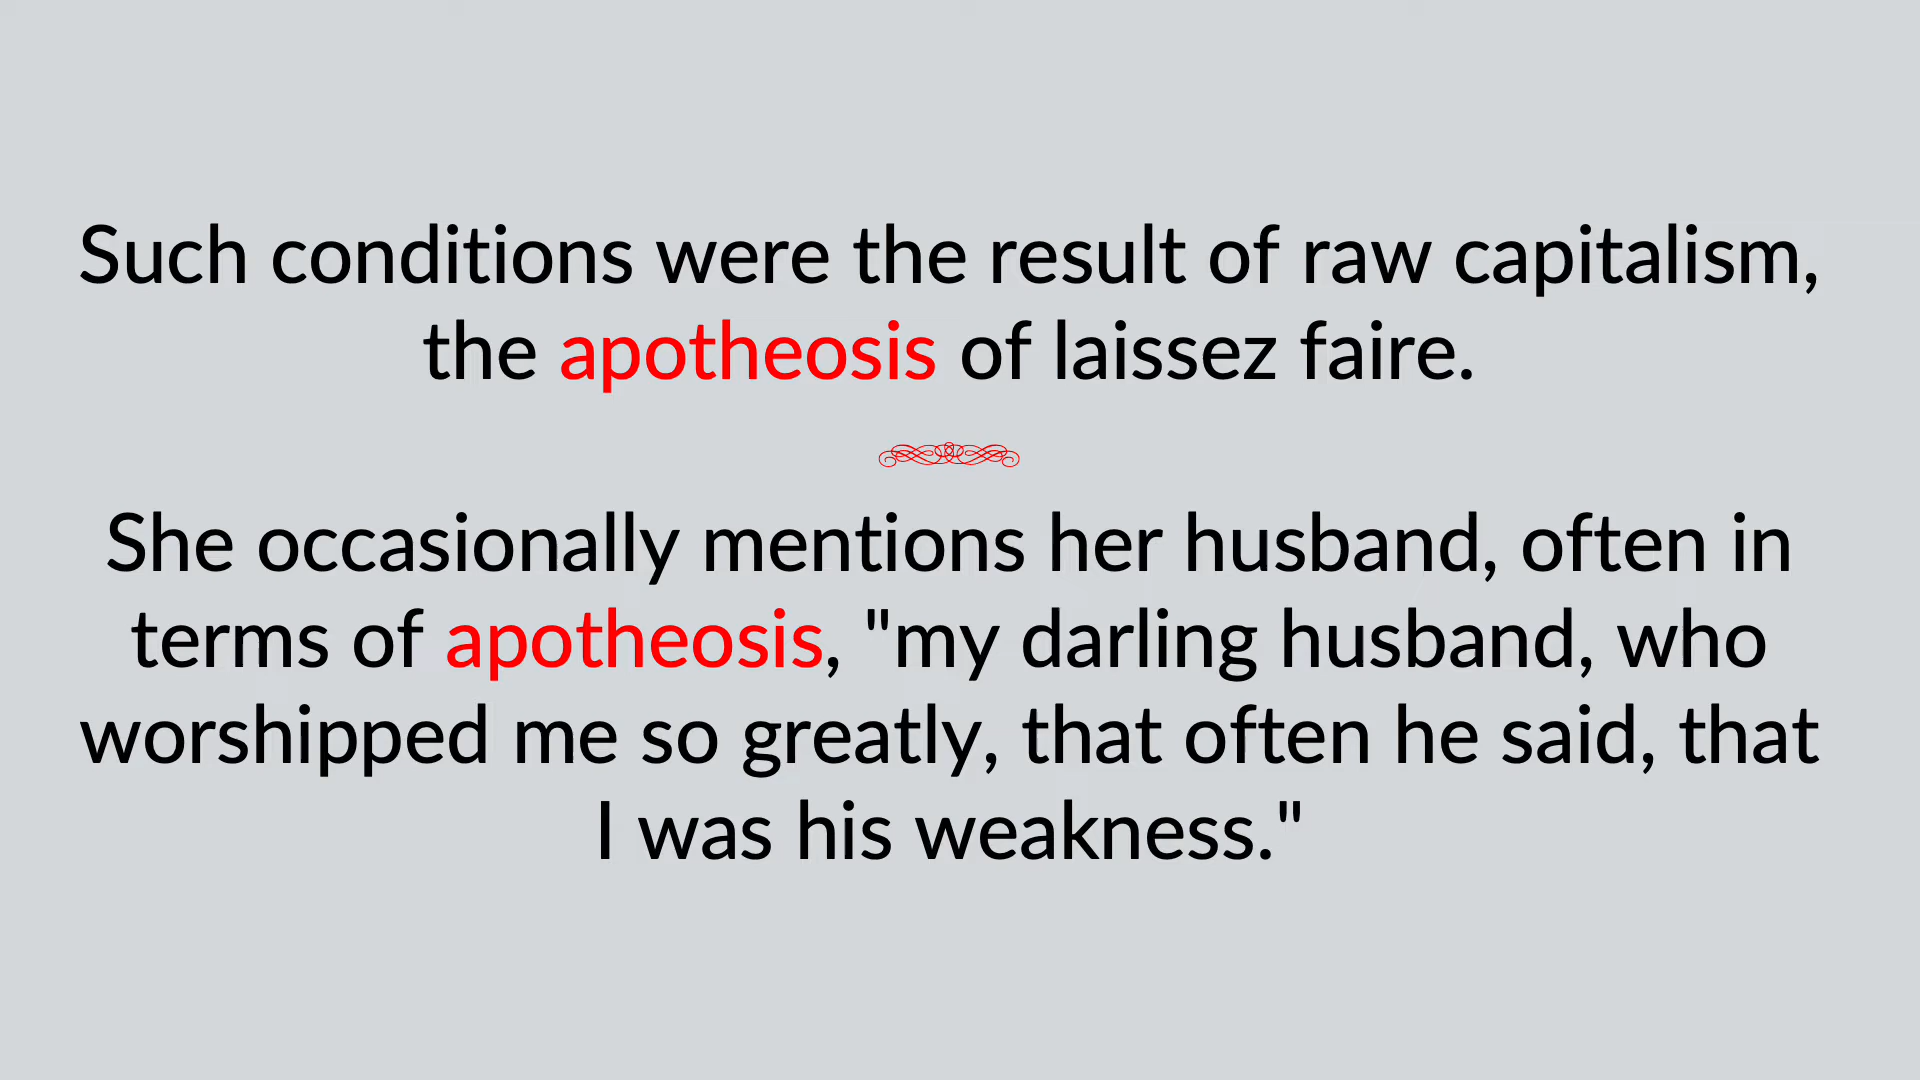 Such conditions were the result of raw capitalism,
the apotheosis of laissez faire.
She occasionally mentions her husband, often in
terms of apotheosis, "my darling husband, who
worshipped me so greatly, that often he said, that
I was his weakness."